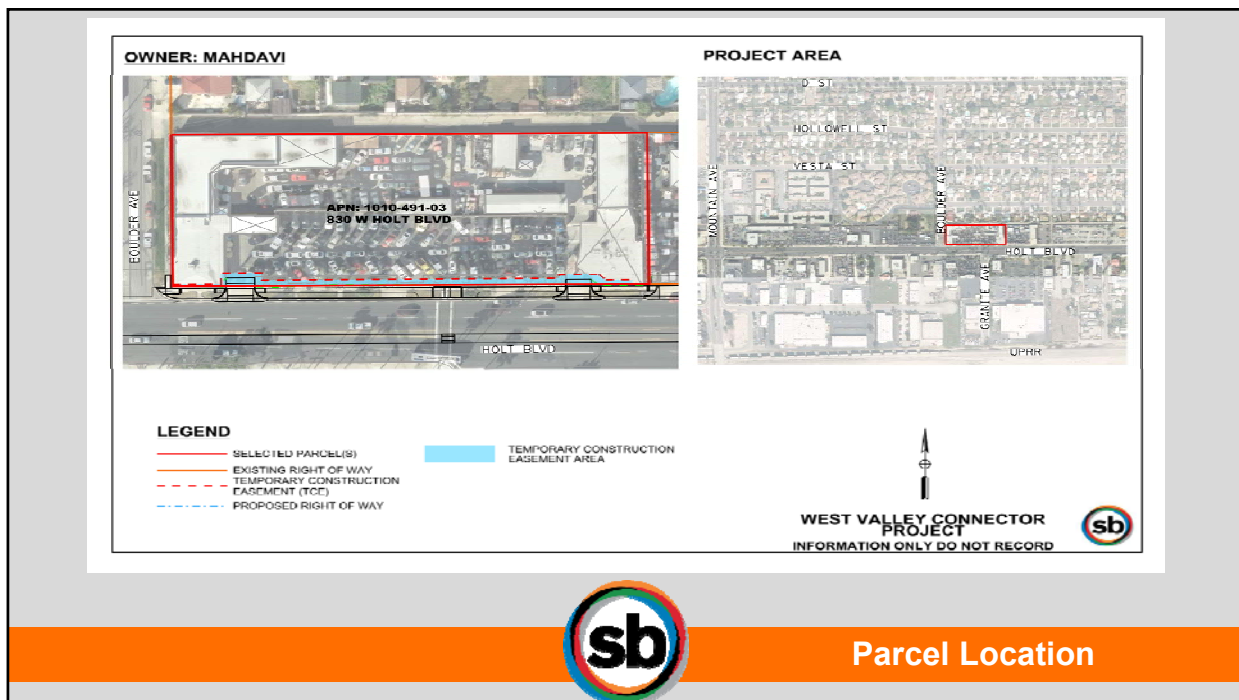 OWNER: MAHDAVI
BOULDER AVE
APN: 1010-491-03
830 W HOLT BLVD
HOLT BLVD
PROJECT AREA
D ST
HOLLOWELL ST
VESTA ST
MOUNTAIN AVE
BOULDER AVE
HOLT BLVD
GRANITE AVE
UPRR
LEGEND
SELECTED PARCEL(S)
EXISTING RIGHT OF WAY
TEMPORARY CONSTRUCTION
EASEMENT (TCE)
PROPOSED RIGHT OF WAY
TEMPORARY CONSTRUCTION
EASEMENT AREA
WEST VALLEY CONNECTOR
PROJECT
INFORMATION ONLY DO NOT RECORD
sb
sb
Parcel Location